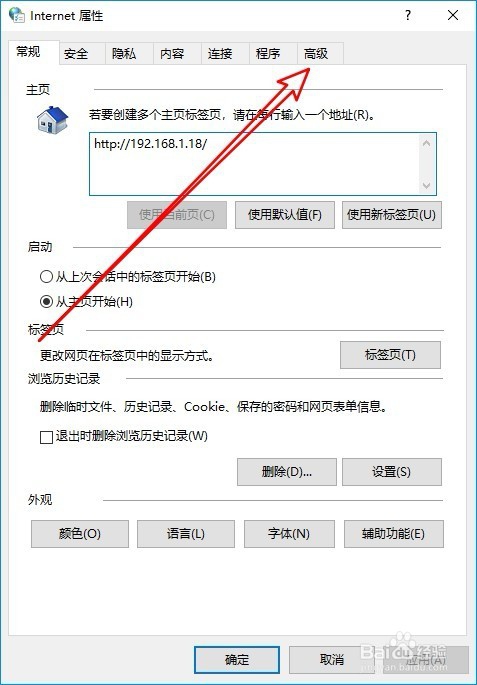 Internet 属性
常规 安全 隐私 内容 连接 程序 高级
主页
若要创建多个主页标签页，请在每行输入一个地址(R)。
http://192.168.1.18/
使用当前页(C) 使用默认值(F) 使用新标签页(U)
启动
从上次会话中的标签页开始(B)
从主页开始(H)
标签页
更改网页在标签页中的显示方式。 标签页(T)
浏览历史记录
删除临时文件、历史记录、Cookie、保存的密码和网页表单信息。
退出时删除浏览历史记录(W)
删除(D)... 设置(S)
外观
颜色(O) 语言(L) 字体(N) 辅助功能(E)
Baidu 经验
确定 取消 应用(A)